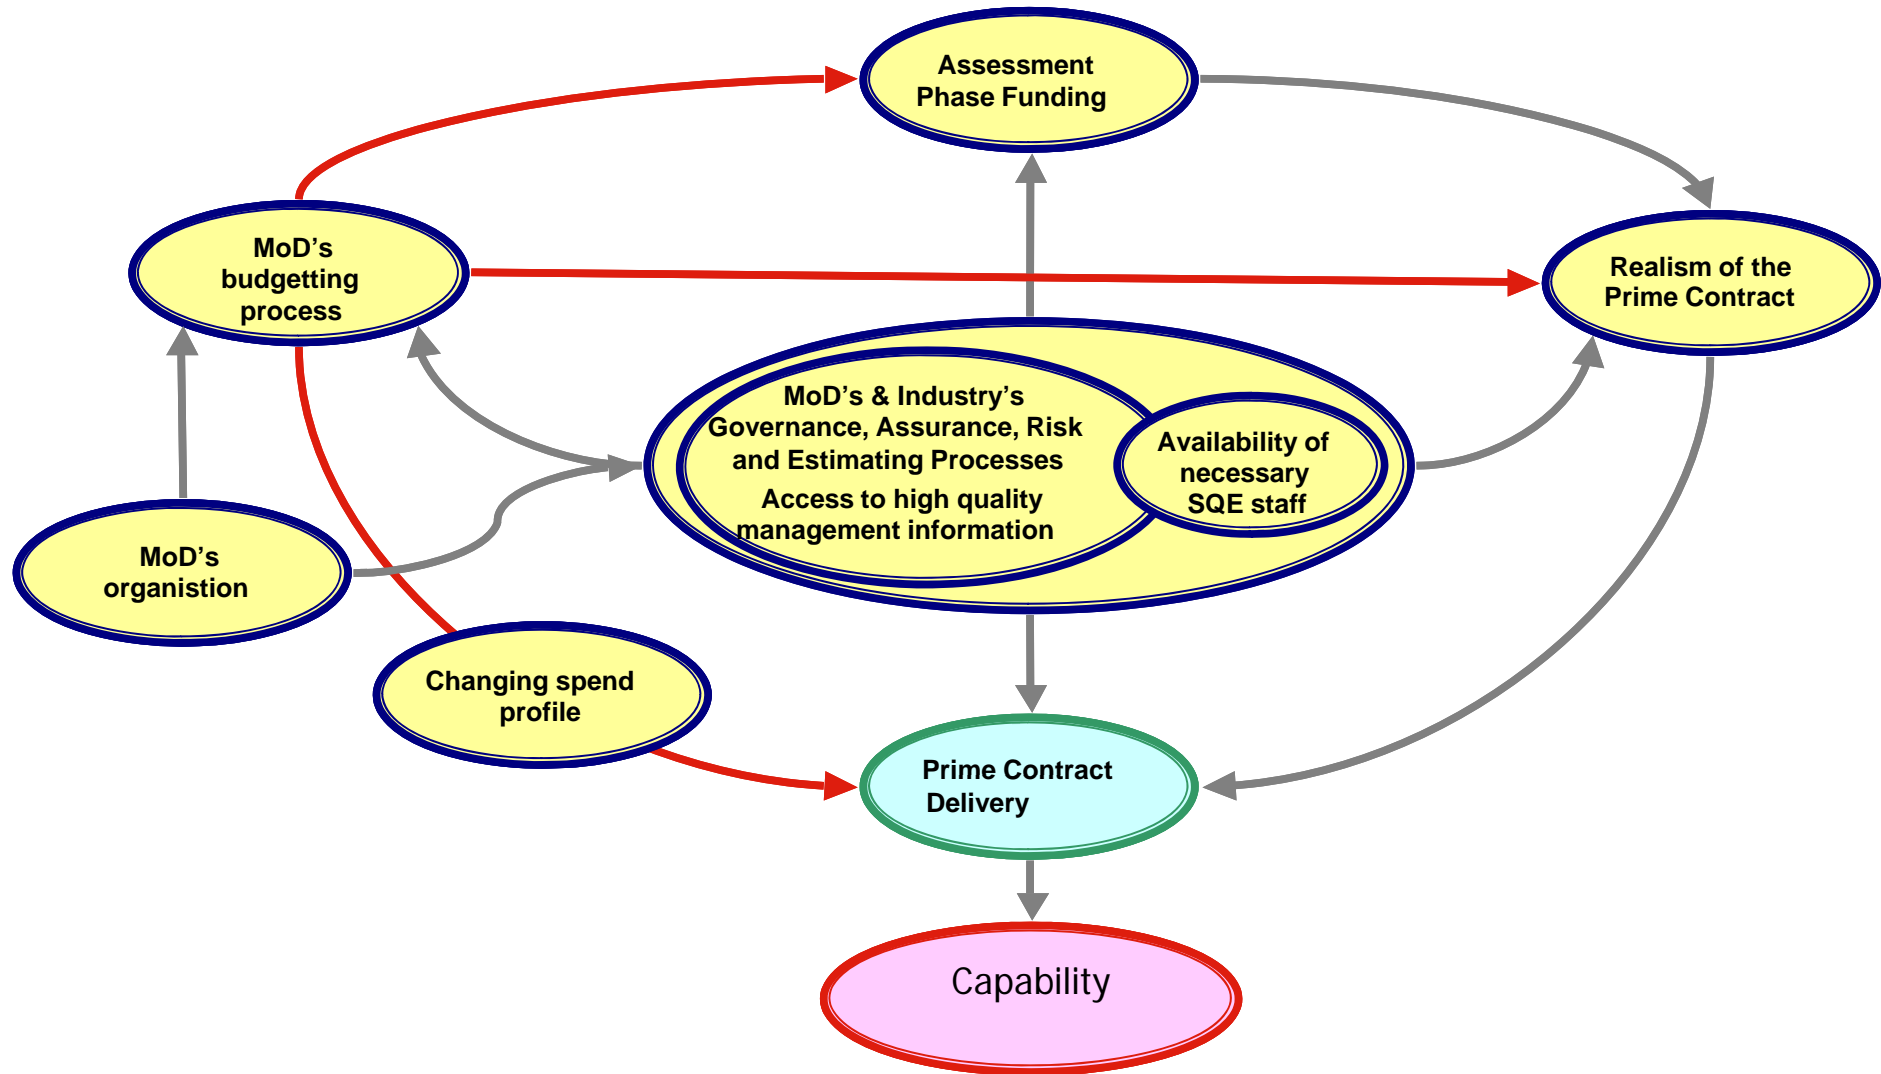 Assessment
Phase Funding
MoD's
budgetting
process
Realism of the
Prime Contract
MoD's & Industry's
Governance, Assurance, Risk
and Estimating Processes
Access to high quality
management information
Availability of
necessary
SQE staff
MoD's
organistion
Changing spend
profile
Prime Contract
Delivery
Capability